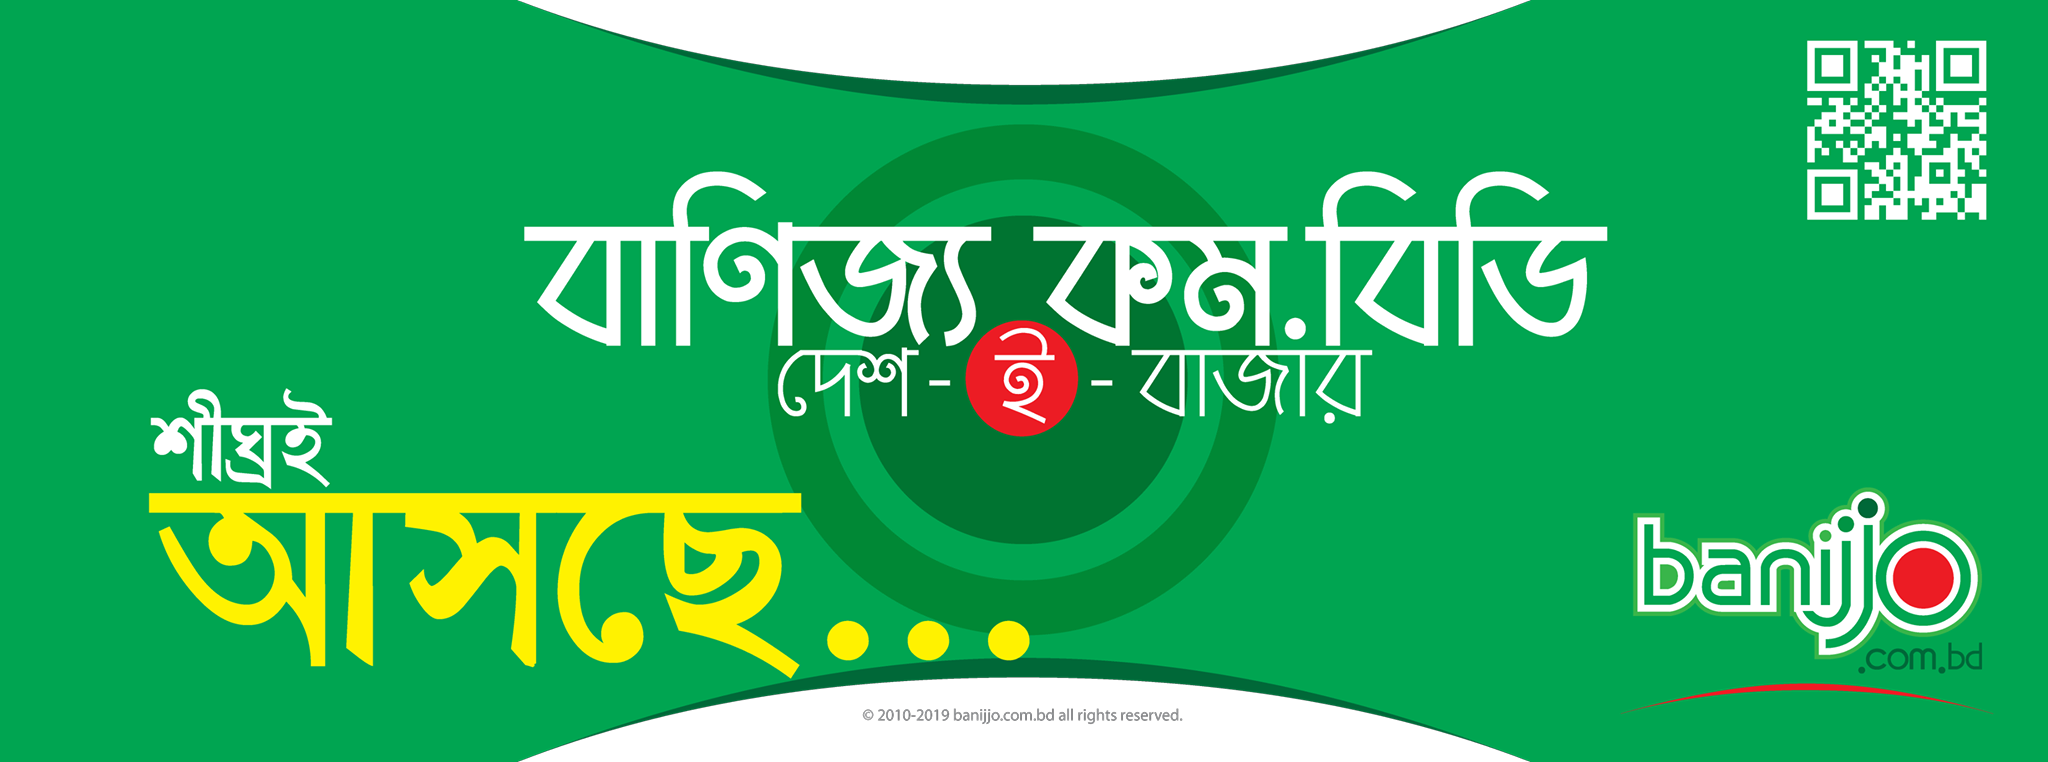 বাণিজ্য কম.বিডি
দেশ - ই - বাজার
শীঘ্রই
আসছে...
banijjo
.com.bd
© 2010-2019 banijjo.com.bd all rights reserved.